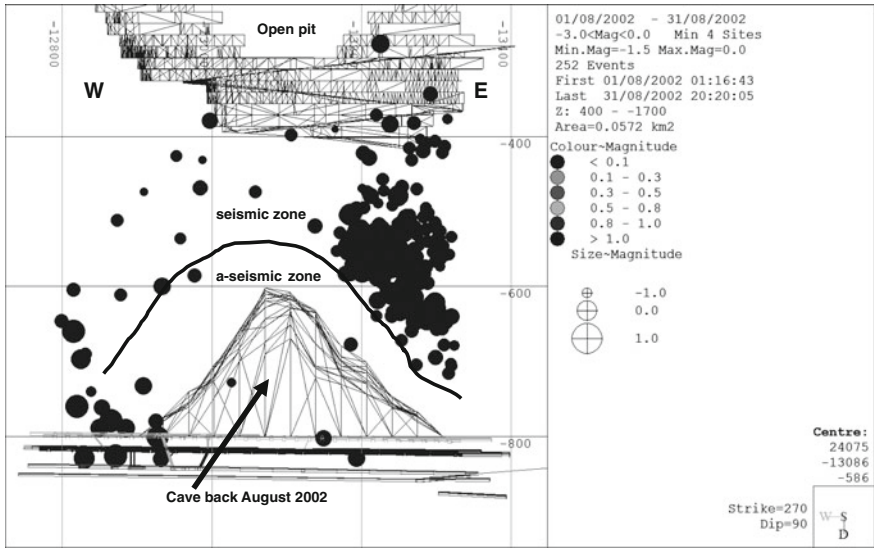 Open pit
-12800
W
E
seismic zone
a-seismic zone
Cave back August 2002
-400
-600
-800
01/08/2002 - 31/08/2002
-3.0<Mag<0.0 Min 4 Sites
Min.Mag=-1.5 Max.Mag=0.0
252 Events
First 01/08/2002 01:16:43
Last 31/08/2002 20:20:05
Z: 400 - -1700
Area=0.0572 km2
Colour~Magnitude
< 0.1
0.1 - 0.3
0.3 - 0.5
0.5 - 0.8
0.8 - 1.0
> 1.0
Size~Magnitude
-1.0
0.0
1.0
Centre:
24075
-13086
-586
Strike=270
Dip=90
W S
D